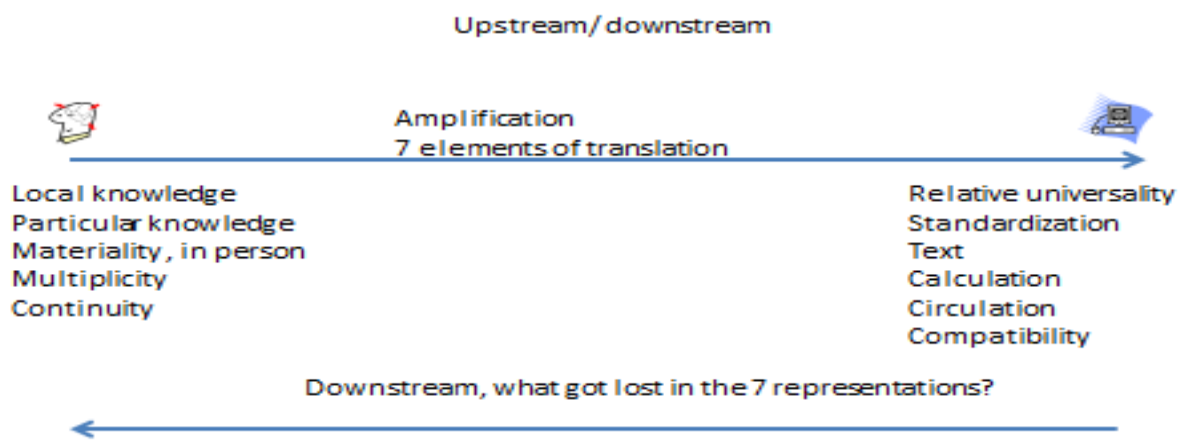 Upstream/downstream
Amplification
7 elements of translation
Local knowledge
Particular knowledge
Materiality, in person
Multiplicity
Continuity
Relative universality
Standardization
Text
Calculation
Circulation
Compatibility
Downstream, what got lost in the 7 representations?